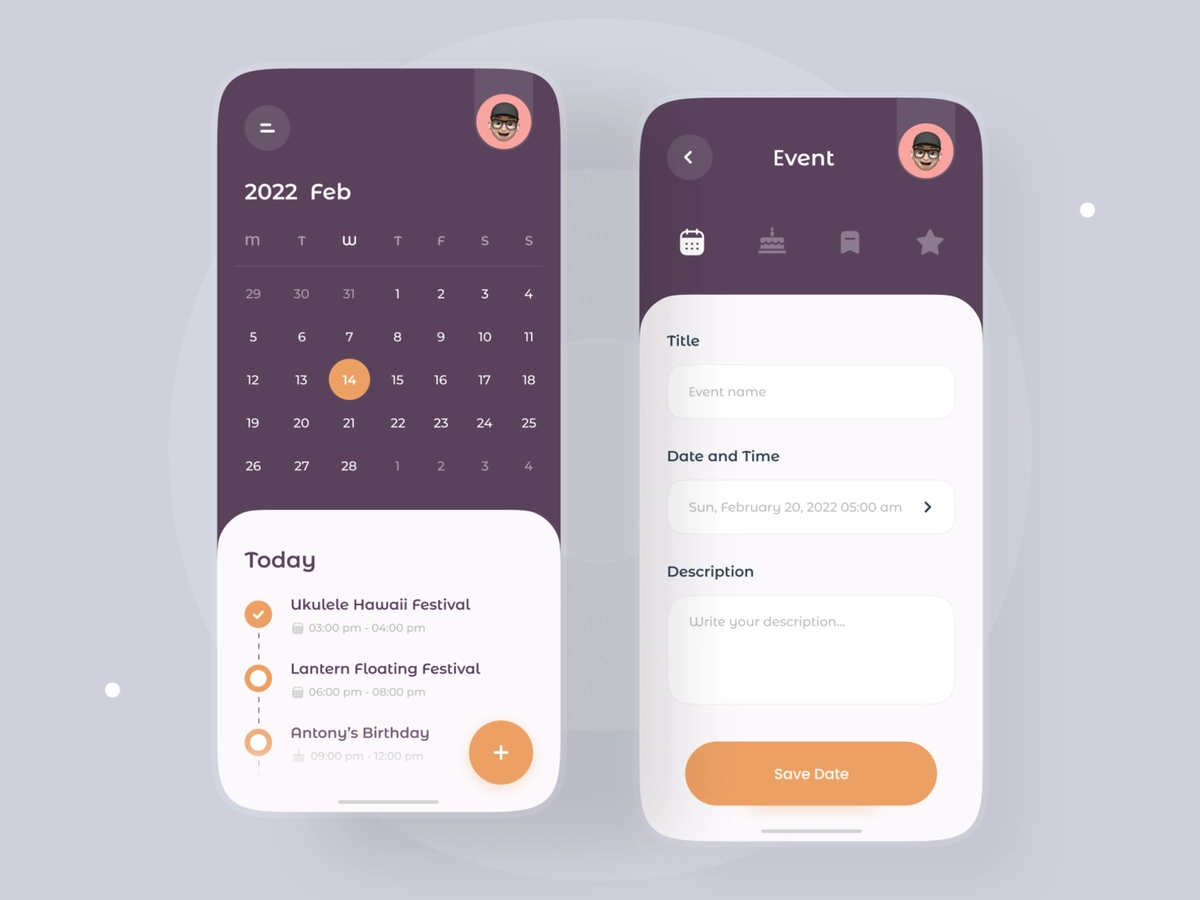 2022 Feb
M T W T F S S
29 30 31 1 2 3 4
5 6 7 8 9 10 11
12 13 14 15 16 17 18
19 20 21 22 23 24 25
26 27 28 1 2 3 4
Today
Ukulele Hawaii Festival
03:00 pm - 04:00 pm
Lantern Floating Festival
06:00 pm - 08:00 pm
Antony's Birthday
09:00 pm - 12:00 pm
+
Event
Title
Event name
Date and Time
Sun, February 20, 2022 05:00 am
Description
Write your description...
Save Date